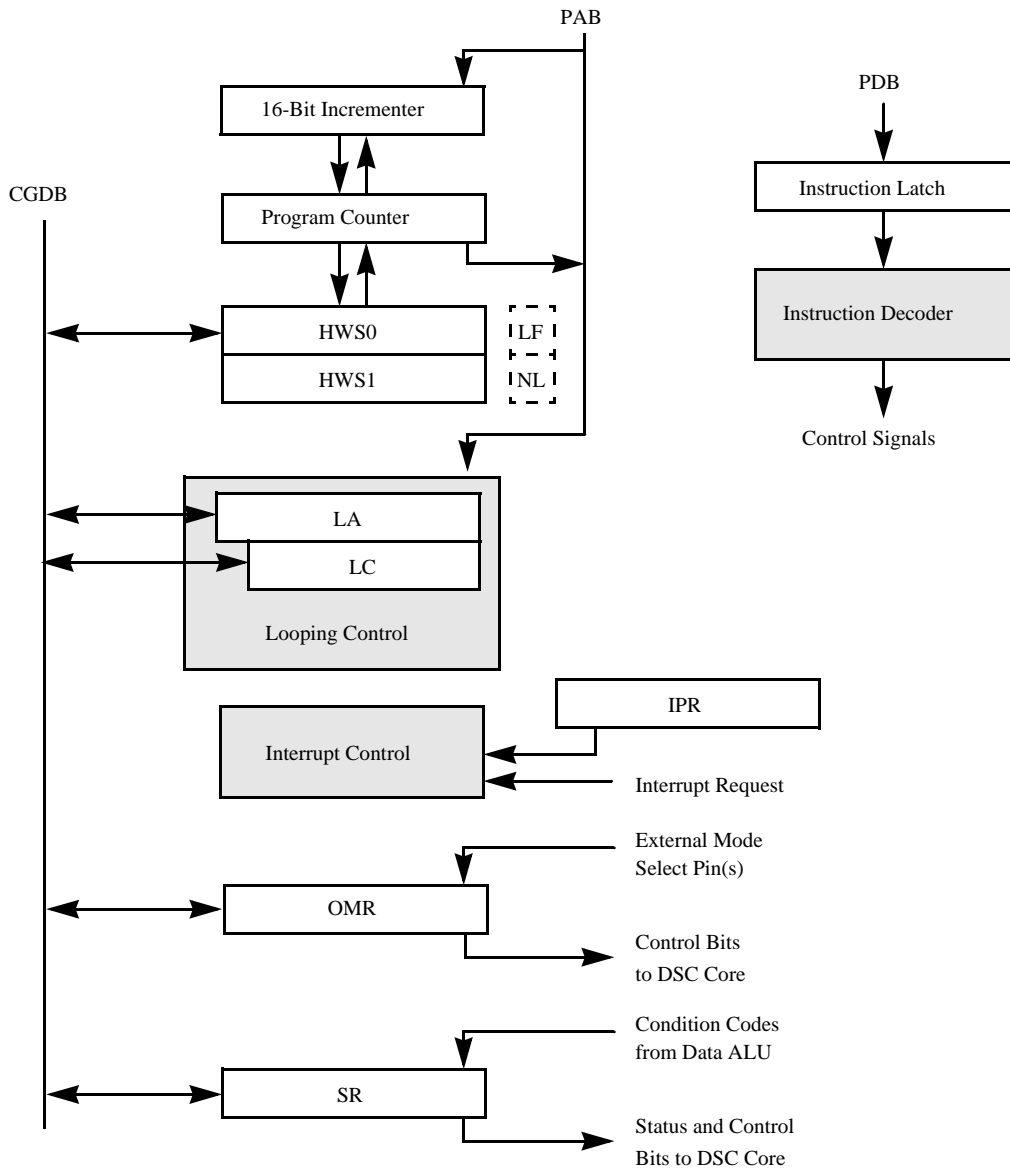 PAB
16-Bit Incrementer
PDB
CGDB
Instruction Latch
Program Counter
Instruction Decoder
HWS0
LF
HWS1
NL
Control Signals
LA
LC
Looping Control
IPR
Interrupt Control
Interrupt Request
External Mode
Select Pin(s)
OMR
Control Bits
to DSC Core
Condition Codes
from Data ALU
SR
Status and Control
Bits to DSC Core